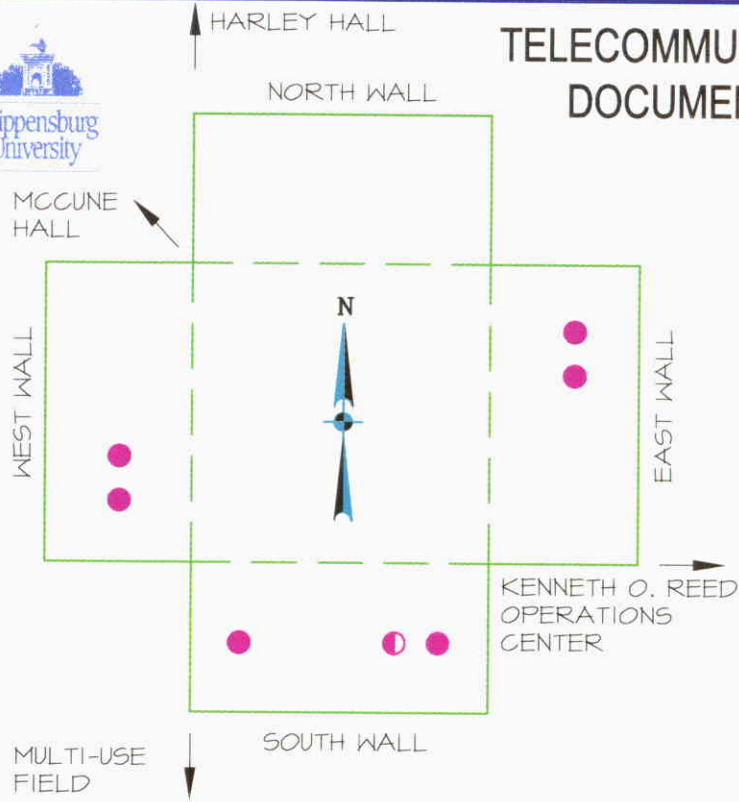 HARLEY HALL
TELECOMMU
DOCUMEN
NORTH WALL
ippensburg
University
MCCUNE
HALL
N
WEST WALL
EAST WALL
KENNETH O. REED
OPERATIONS
CENTER
SOUTH WALL
MULTI-USE
FIELD